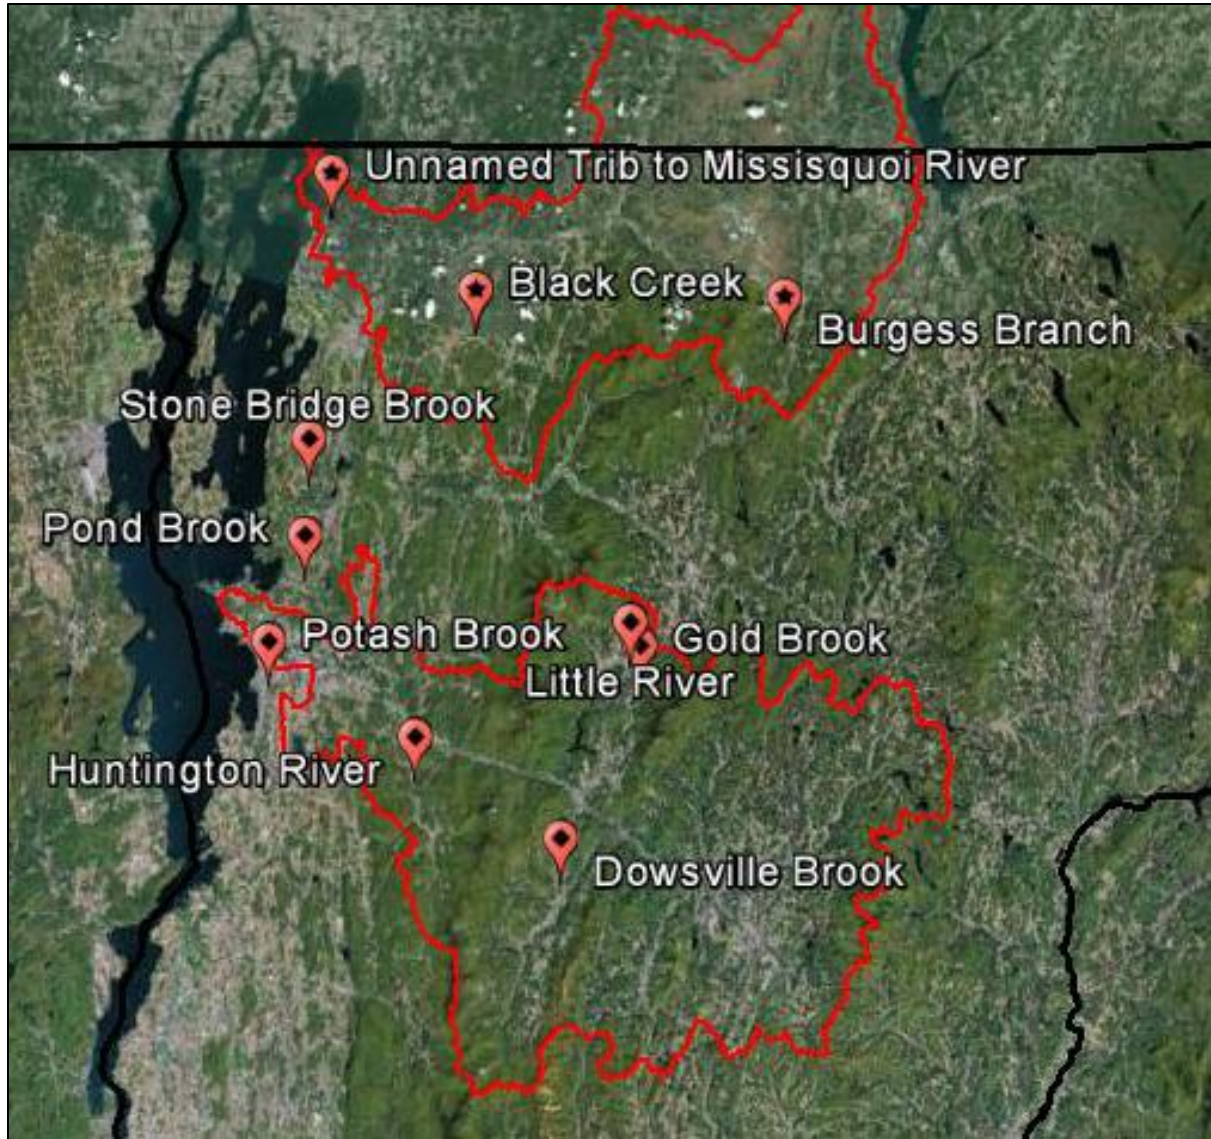 Unnamed Trib to Missisquoi River
Black Creek
Burgess Branch
Stone Bridge Brook
Pond Brook
Potash Brook
Gold Brook
Little River
Huntington River
Dowsville Brook